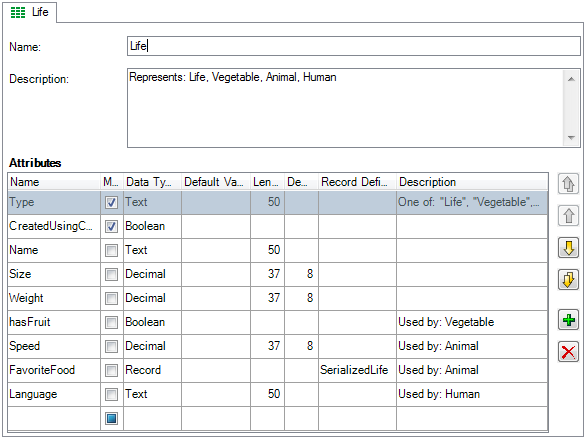 Life
Name: Life
Description: Represents: Life, Vegetable, Animal, Human
Attributes
Name M... Data Ty... Default Va... Len... De... Record Defi... Description
Type Text 50 One of: "Life", "Vegetable",...
CreatedUsingC... Boolean
Name Text 50
Size Decimal 37 8
Weight Decimal 37 8
hasFruit Boolean Used by: Vegetable
Speed Decimal 37 8 Used by: Animal
FavoriteFood Record SerializedLife Used by: Animal
Language Text 50 Used by: Human